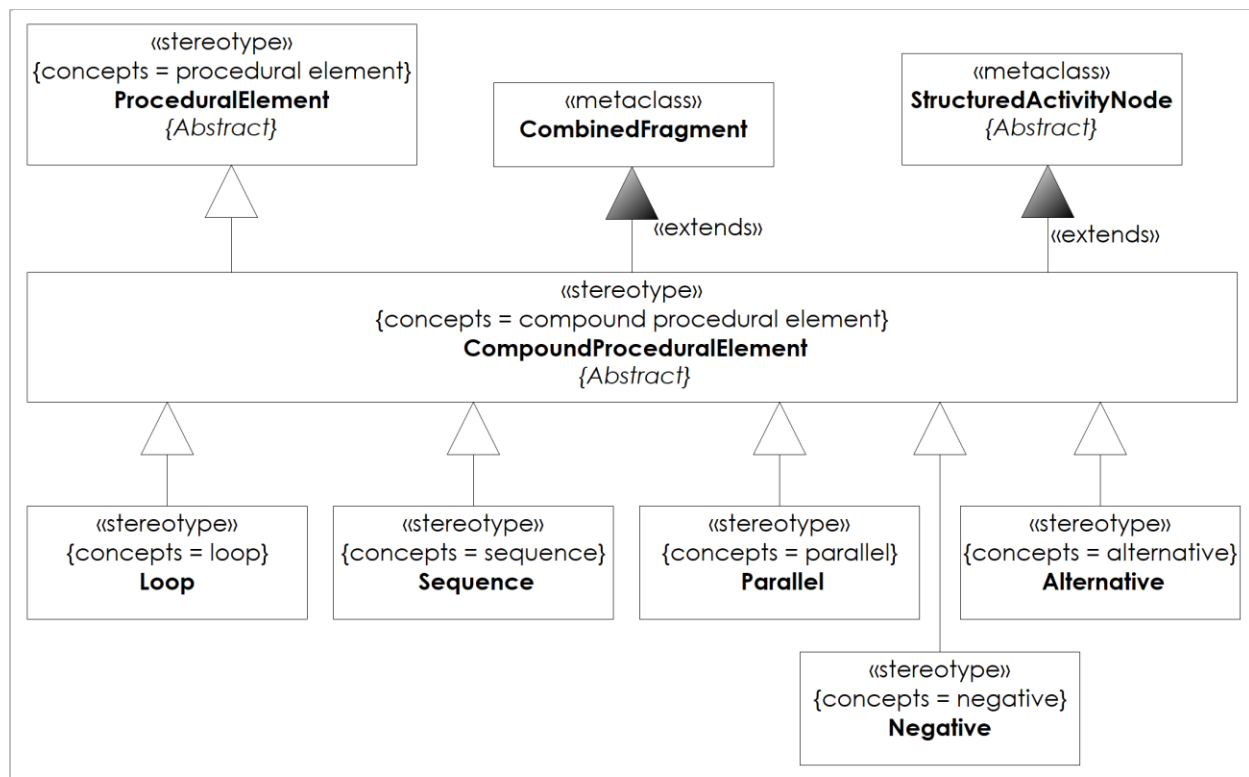 «stereotype»
{concepts = procedural element}
ProceduralElement
{Abstract}
«metaclass»
CombinedFragment
«metaclass»
StructuredActivityNode
{Abstract}
«extends»
«extends»
«stereotype»
{concepts = compound procedural element}
CompoundProceduralElement
{Abstract}
«stereotype»
{concepts = loop}
Loop
«stereotype»
{concepts = sequence}
Sequence
«stereotype»
{concepts = parallel}
Parallel
«stereotype»
{concepts = alternative}
Alternative
«stereotype»
{concepts = negative}
Negative